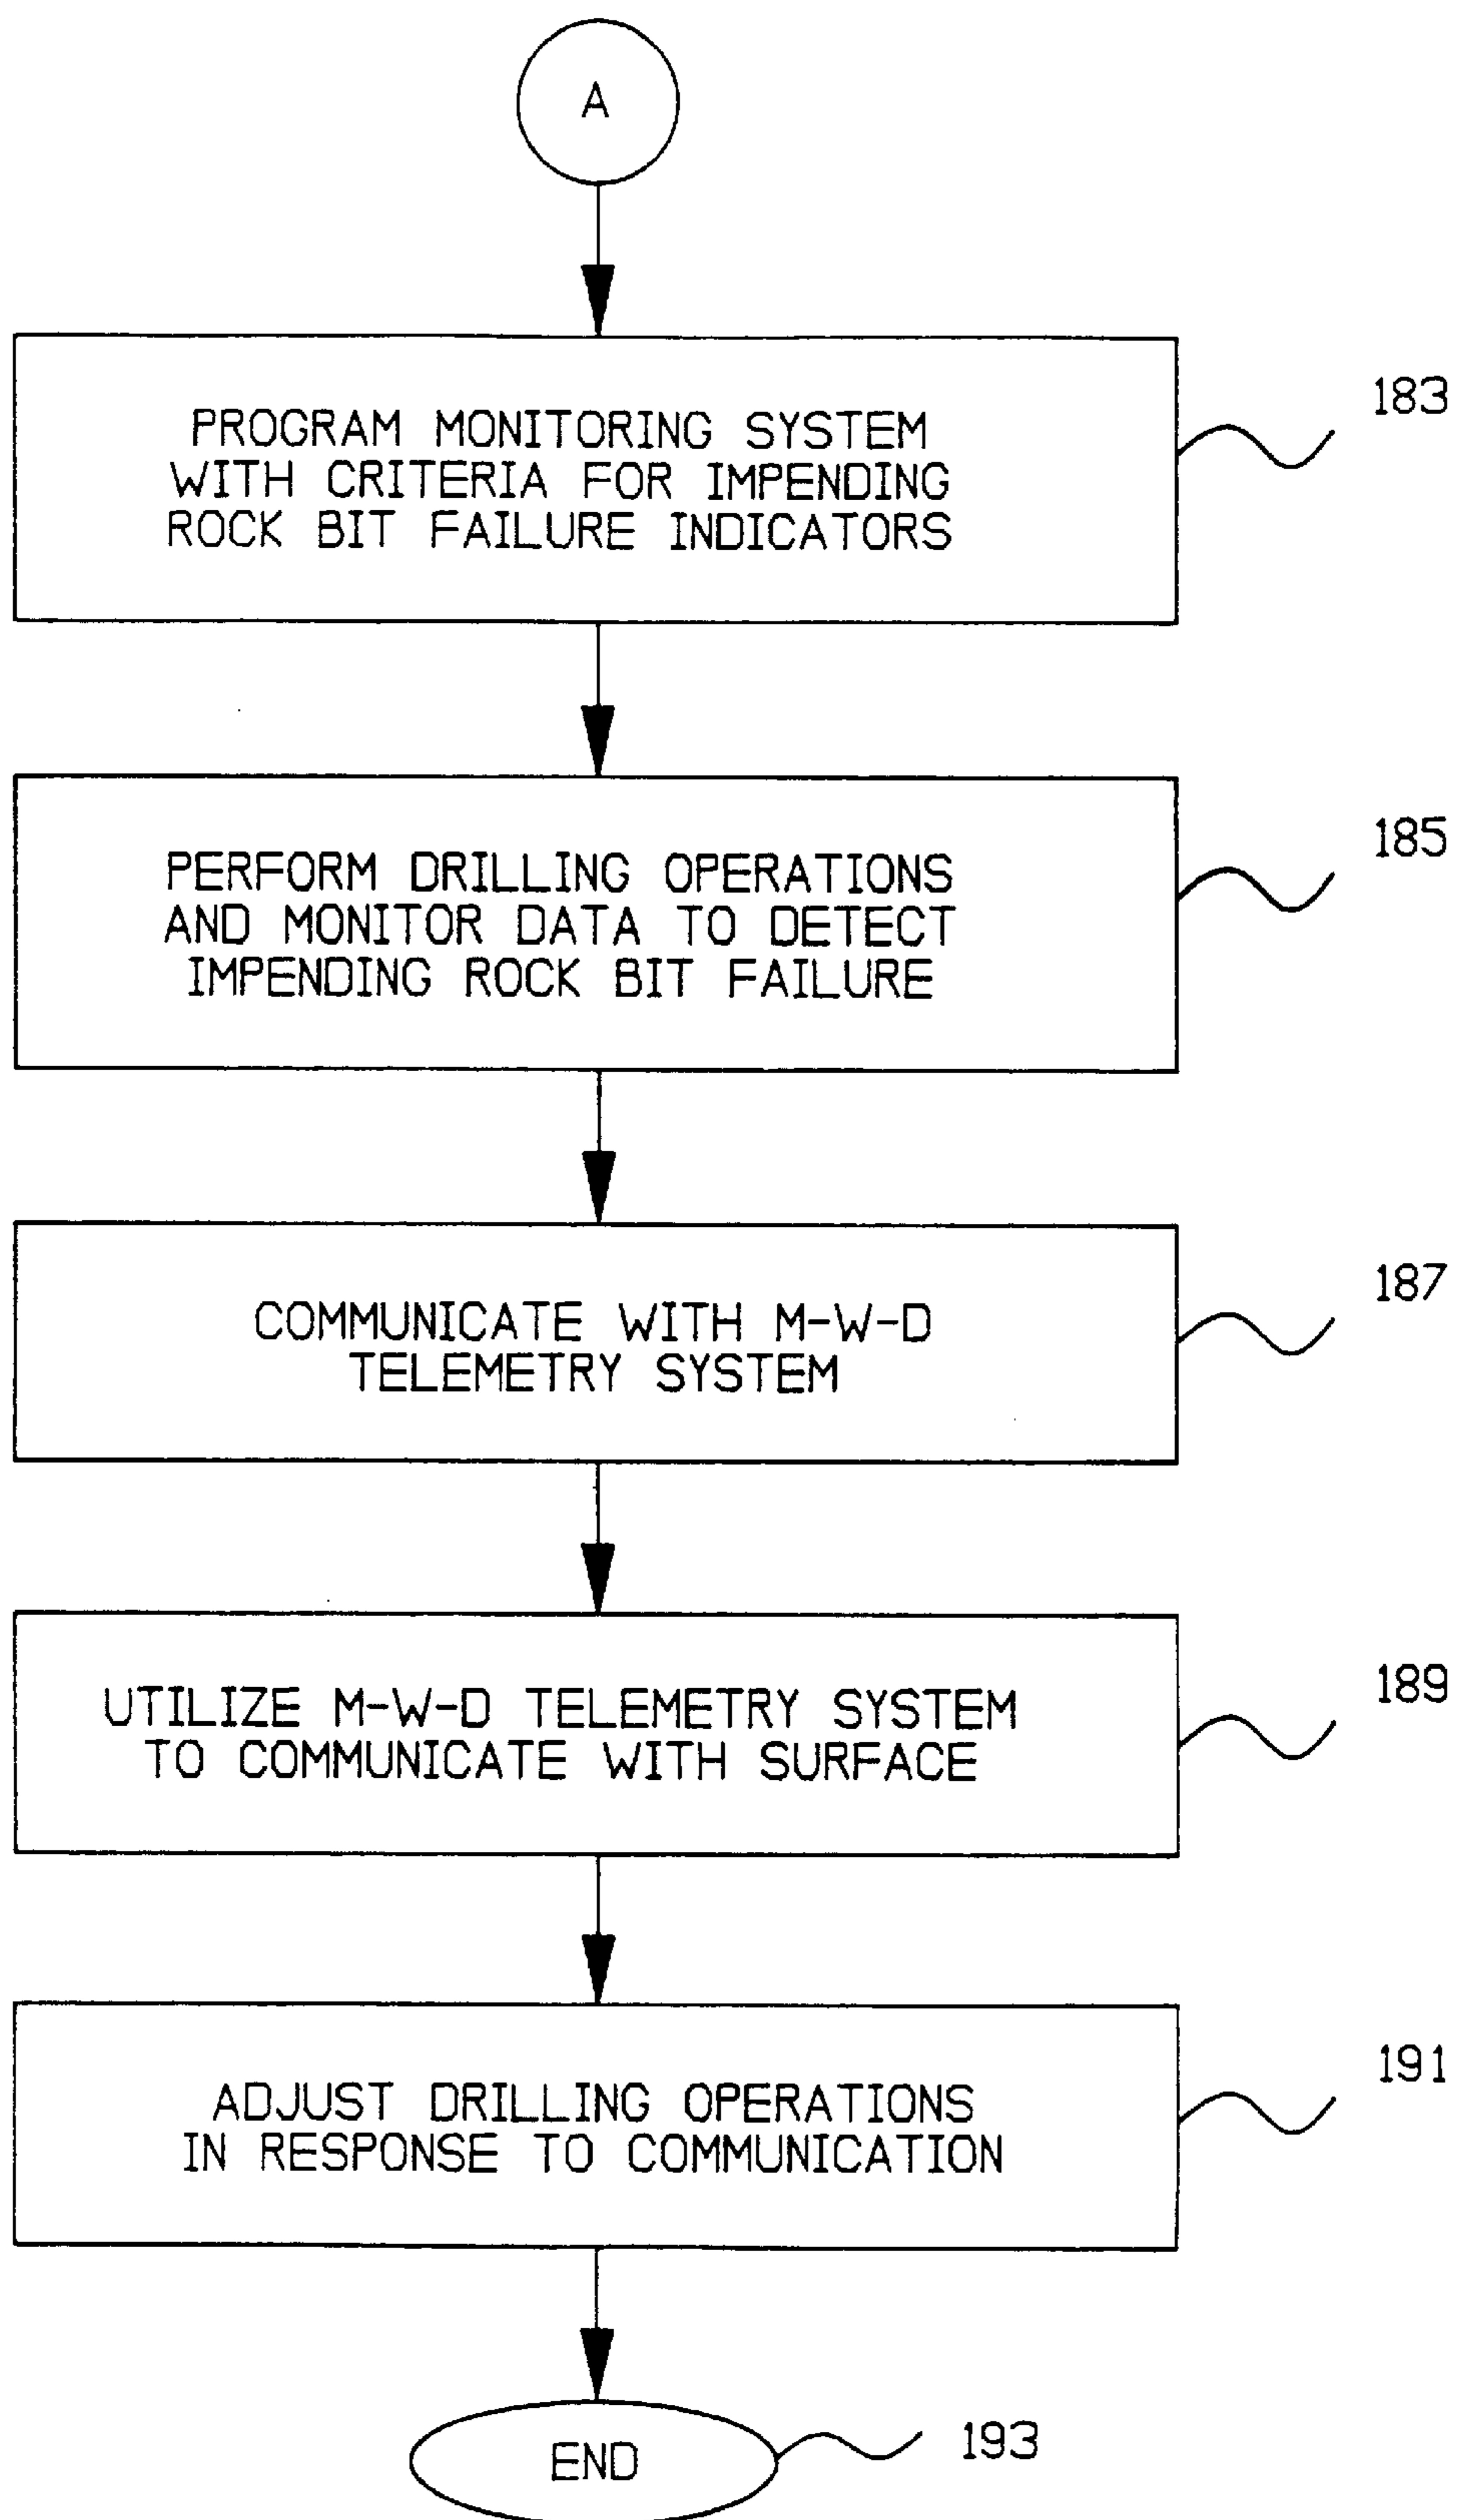 A
PROGRAM MONITORING SYSTEM
WITH CRITERIA FOR IMPENDING
ROCK BIT FAILURE INDICATORS
183
PERFORM DRILLING OPERATIONS
AND MONITOR DATA TO DETECT
IMPENDING ROCK BIT FAILURE
185
COMMUNICATE WITH M-W-D
TELEMETRY SYSTEM
187
UTILIZE M-W-D TELEMETRY SYSTEM
TO COMMUNICATE WITH SURFACE
189
ADJUST DRILLING OPERATIONS
IN RESPONSE TO COMMUNICATION
191
END
193